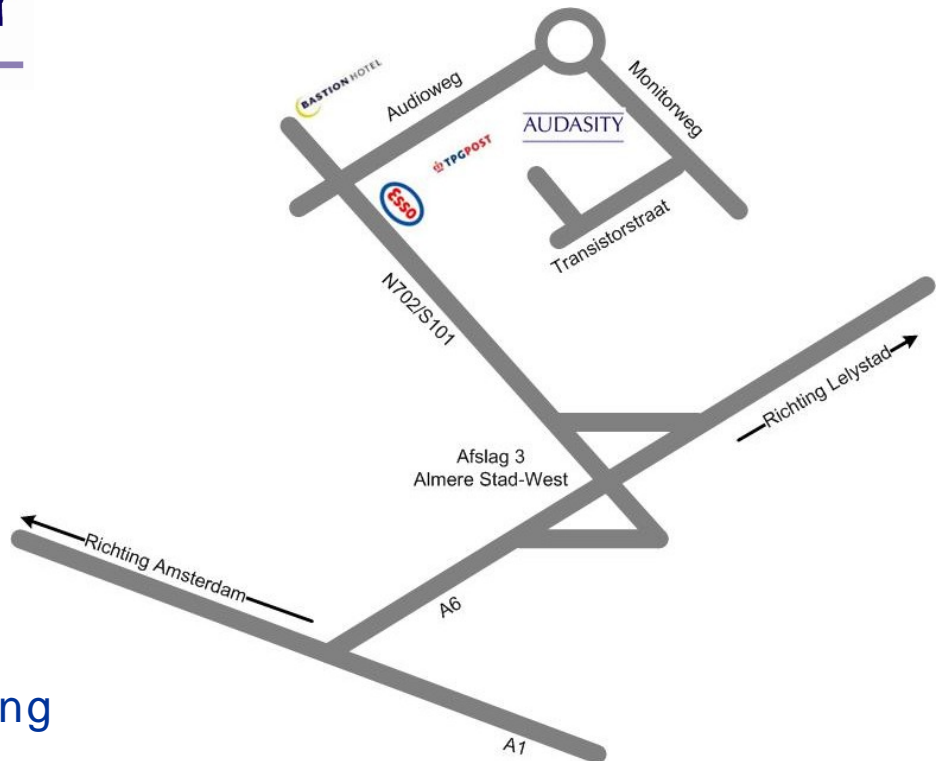 BASTION HOTEL
Audioweg
Monitorweg
AUDASITY
TPGPOST
ESSO
Transistorstraat
N702/S101
Richting Lelystad
Afslag 3
Almere Stad-West
Richting Amsterdam
A6
ng
A1